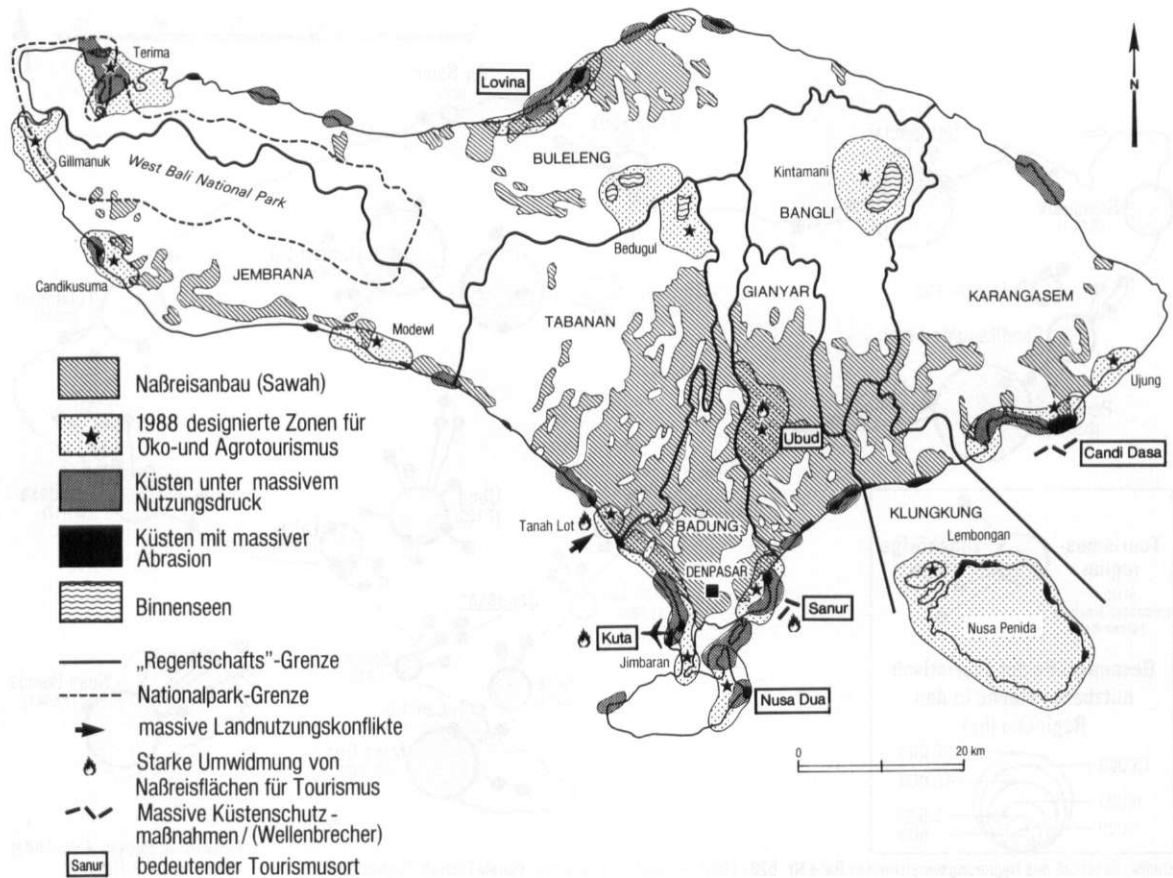 N
Terima
Lovina
Gillmanuk
West Bali National Park
BULELENG
Kintamani
BANGLI
Bedugul
Candikusuma
JEMBRANA
GIANYAR
KARANGASEM
TABANAN
Modewl
Ujung
Ubud
Candi Dasa
Tanah Lot
BADUNG
KLUNGKUNG
Lembongan
DENPASAR
Sanur
Nusa Penida
Kuta
Jimbaran
Nusa Dua
0 20 km
Naßreisanbau (Sawah)
1988 designierte Zonen für
Öko-und Agrotourismus
Küsten unter massivem
Nutzungsdruck
Küsten mit massiver
Abrasion
Binnenseen
„Regentschafts”-Grenze
Nationalpark-Grenze
massive Landnutzungskonflikte
Starke Umwidmung von
Naßreisflächen für Tourismus
Massive Küstenschutz-
maßnahmen/(Wellenbrecher)
Sanur bedeutender Tourismusort